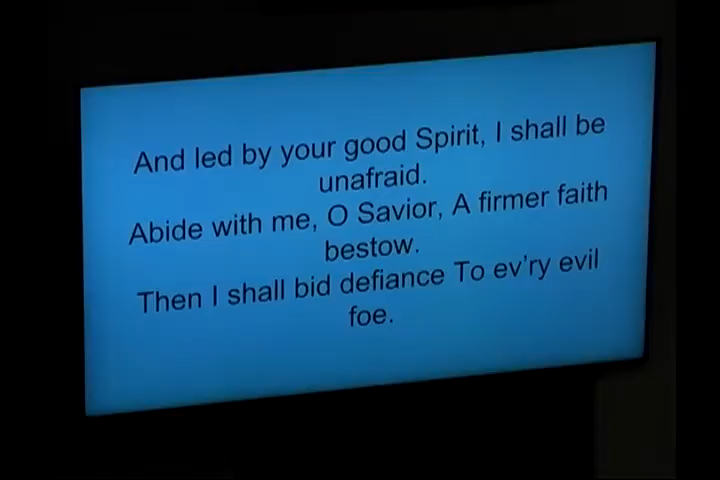 And led by your good Spirit, I shall be
unafraid.
Abide with me, O Savior, A firmer faith
bestow.
Then I shall bid defiance To ev’ry evil
foe.